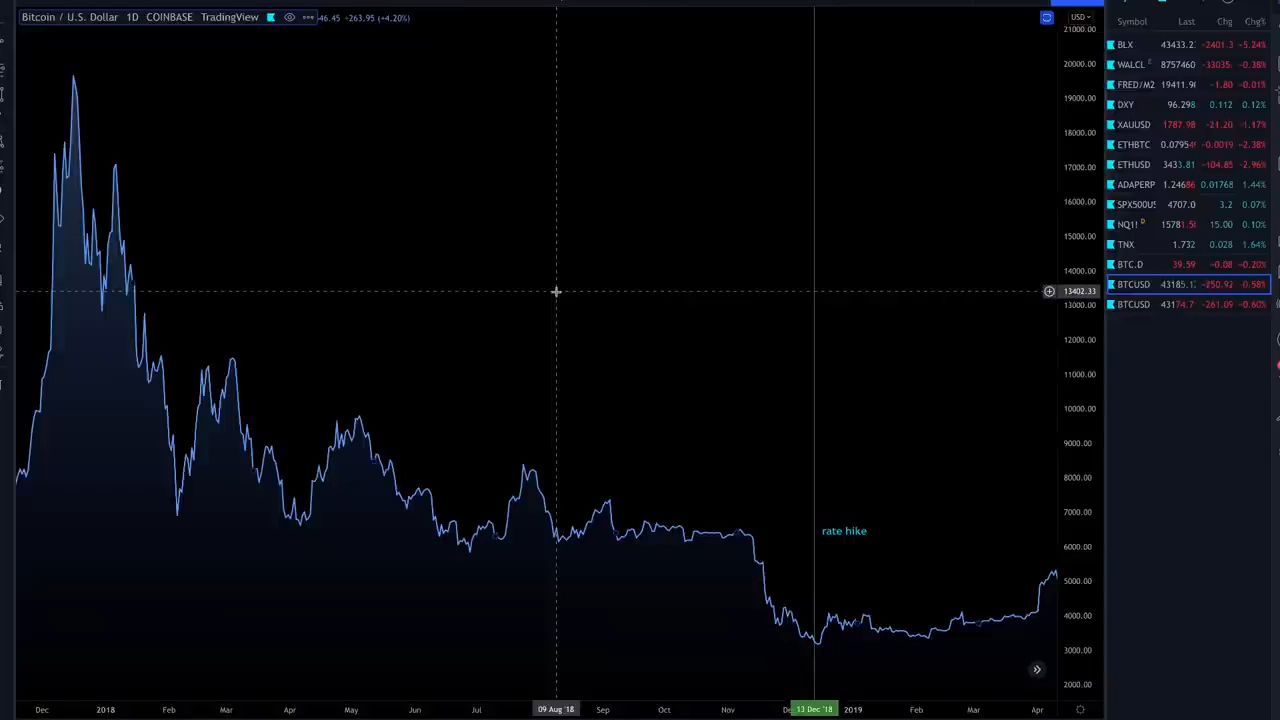 Bitcoin / U.S. Dollar 1D COINBASE TradingView 46.45 -263.95 (+4.20%)
USD
21000.00
20000.00
19000.00
18000.00
17000.00
16000.00
15000.00
14000.00
13402.33
13000.00
12000.00
11000.00
10000.00
9000.00
8000.00
7000.00
6000.00
5000.00
4000.00
3000.00
2000.00
rate hike
Dec 2018 Feb Mar Apr May Jun Jul 09 Aug '18 Sep Oct Nov 13 Dec '18 2019 Feb Mar Apr
Symbol Last Chg Chg%
BLX 43433.2 -2401.3 -5.24%
WALCL E 8757460 -33035. -0.38%
FRED/M2 19411.90 -1.80 -0.01%
DXY 96.298 0.112 0.12%
XAUUSD 1787.98 -21.20 -1.17%
ETHBTC 0.07954 -0.0019 -2.38%
ETHUSD 3433.81 -104.85 -2.96%
ADAPERP 1.24686 0.01768 1.44%
SPX500US 4707.0 3.2 0.07%
NQ1! D 15781.50 15.00 0.10%
TNX 1.732 0.028 1.64%
BTC.D 39.59 -0.08 -0.20%
BTCUSD 43185.1 -250.92 -0.58%
BTCUSD 43174.7 -261.09 -0.60%